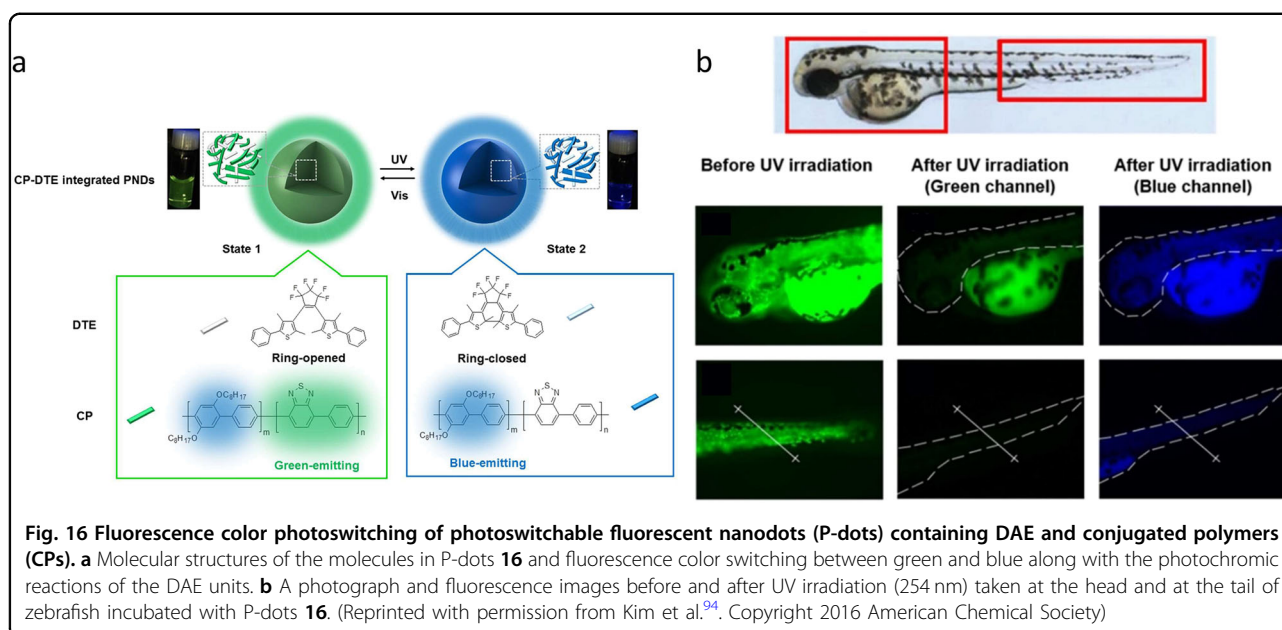 a
CP-DTE integrated PNDs
UV
Vis
State 1
State 2
DTE
F F F F F F
S S
Ring-opened
F F F F F F
S S
Ring-closed
CP
OC8H17
C8H17O
m
N S N
n
Green-emitting
OC8H17
C8H17O
m
N S N
n
Blue-emitting
b
Before UV irradiation
After UV irradiation
(Green channel)
After UV irradiation
(Blue channel)
Fig. 16 Fluorescence color photoswitching of photoswitchable fluorescent nanodots (P-dots) containing DAE and conjugated polymers
(CPs). a Molecular structures of the molecules in P-dots 16 and fluorescence color switching between green and blue along with the photochromic
reactions of the DAE units. b A photograph and fluorescence images before and after UV irradiation (254 nm) taken at the head and at the tail of
zebrafish incubated with P-dots 16. (Reprinted with permission from Kim et al.94. Copyright 2016 American Chemical Society)